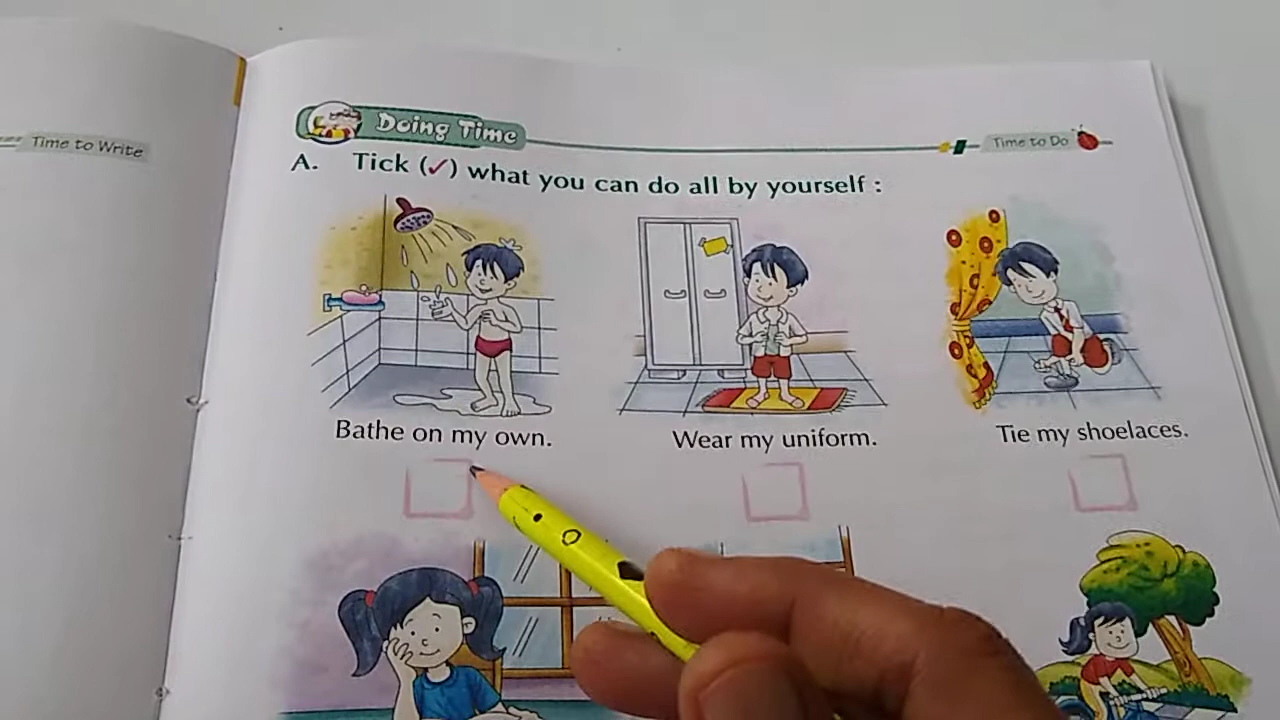 Time to Write
Doing Time
Time to Do
A. Tick (✓) what you can do all by yourself :
Bathe on my own.
Wear my uniform.
Tie my shoelaces.